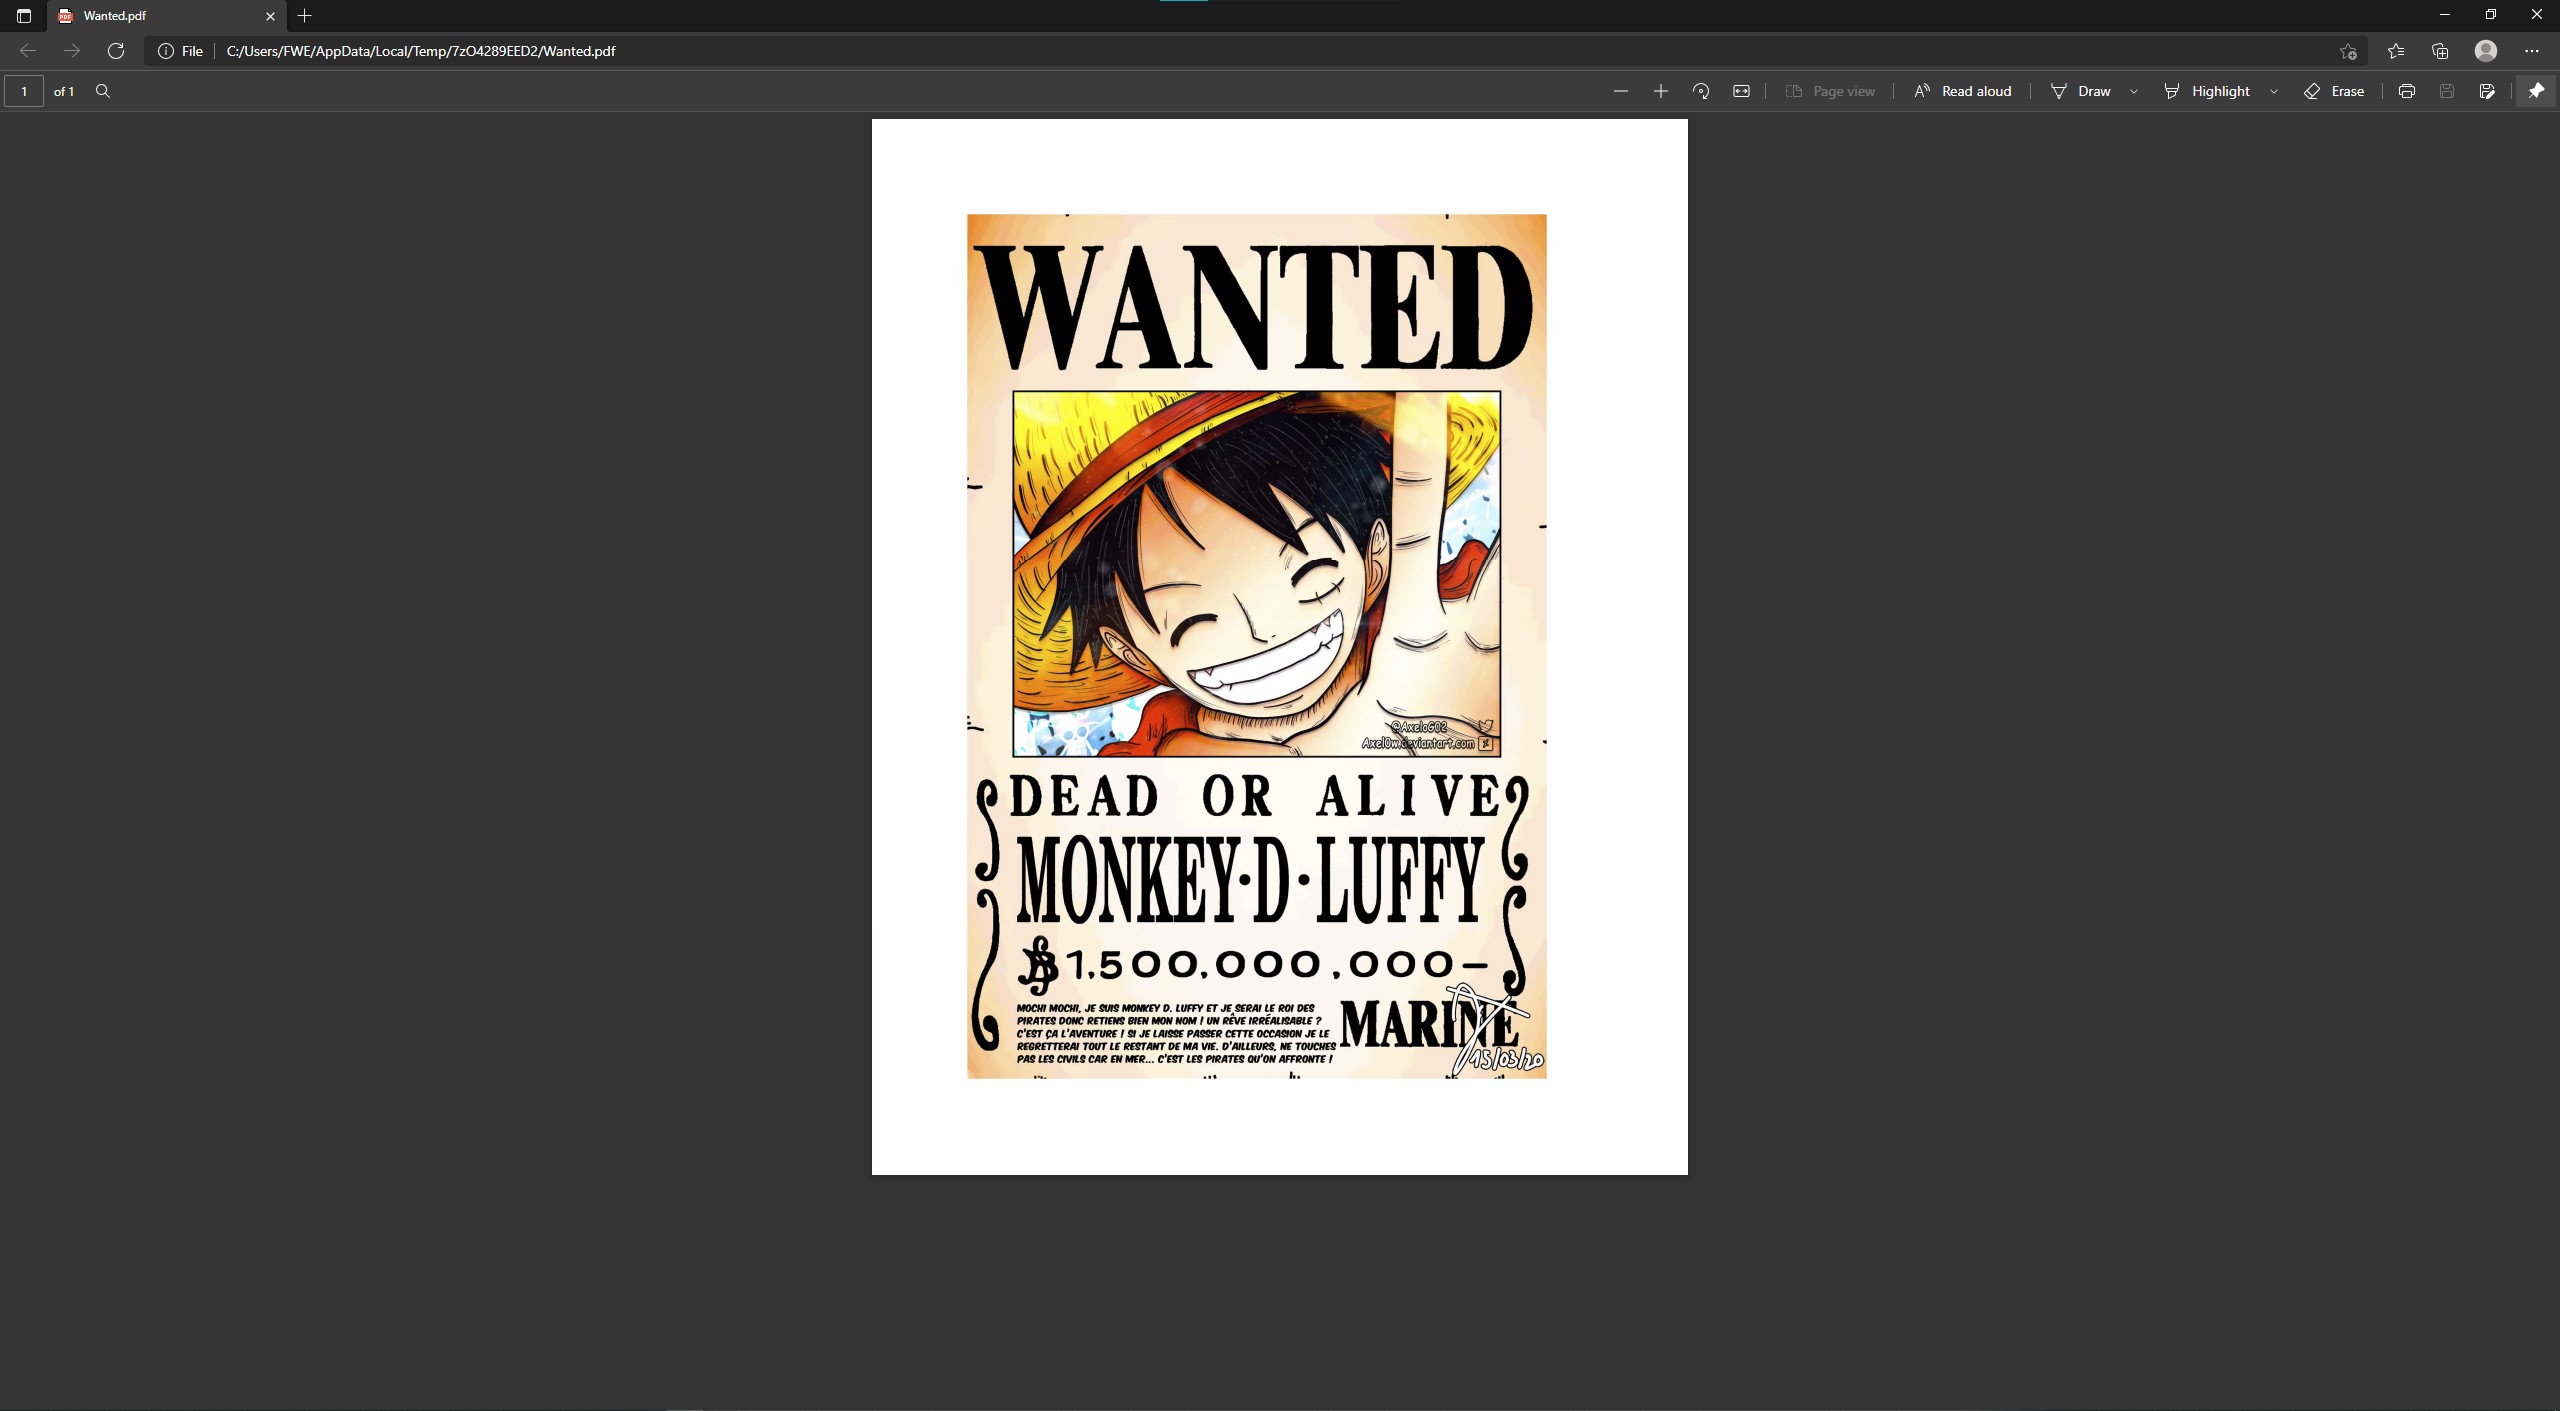 Wanted.pdf
File C:/Users/FWE/AppData/Local/Temp/7zO4289EED2/Wanted.pdf
1 of 1
Page view
Read aloud
Draw
Highlight
Erase
WANTED
@AxeloG02
Axel0w.deviantart.com
DEAD OR ALIVE
MONKEY·D·LUFFY
฿1.500.000.000-
MOCHI MOCHI, JE SUIS MONKEY D. LUFFY ET JE SERAI LE ROI DES
PIRATES DONC RETIENS BIEN MON NOM ! UN RÊVE IRRÉALISABLE ?
C'EST ÇA L'AVENTURE ! SI JE LAISSE PASSER CETTE OCCASION JE LE
REGRETTERAI TOUT LE RESTANT DE MA VIE. D'AILLEURS, NE TOUCHES
PAS LES CIVILS CAR EN MER... C'EST LES PIRATES QU'ON AFFRONTE !
MARINE
15/03/20